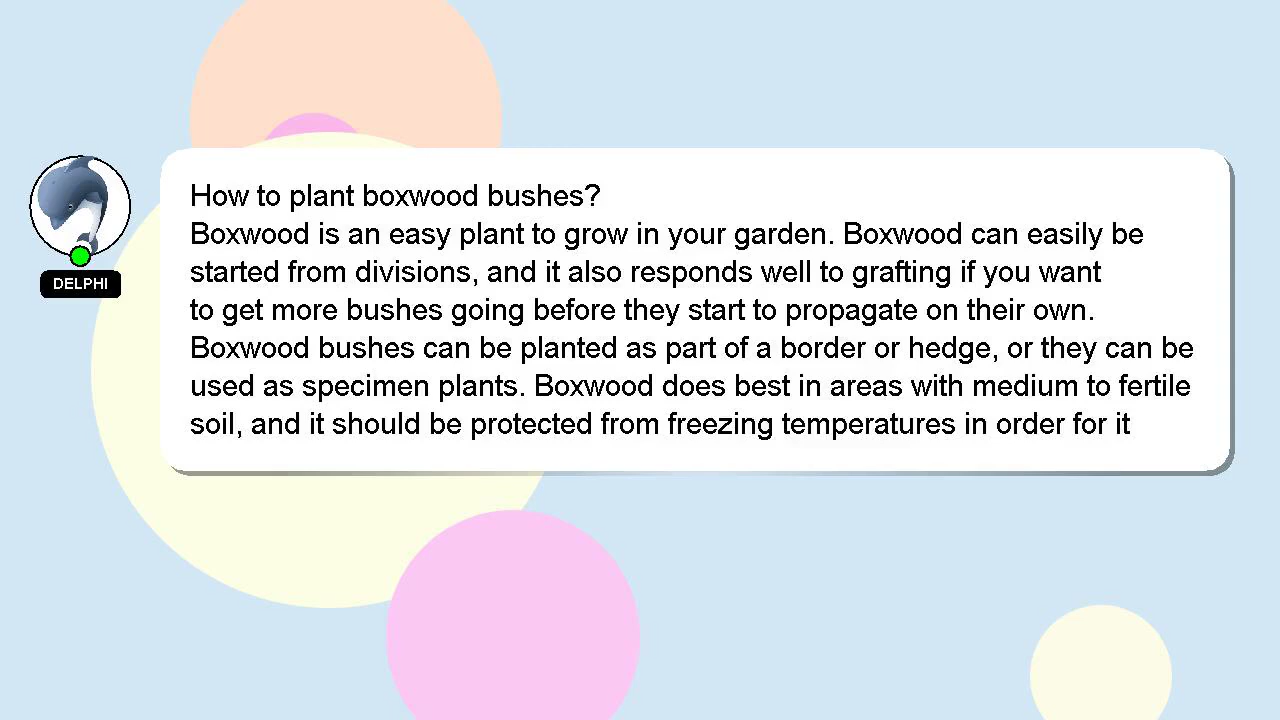 How to plant boxwood bushes?
Boxwood is an easy plant to grow in your garden. Boxwood can easily be
started from divisions, and it also responds well to grafting if you want
to get more bushes going before they start to propagate on their own.
Boxwood bushes can be planted as part of a border or hedge, or they can be
used as specimen plants. Boxwood does best in areas with medium to fertile
soil, and it should be protected from freezing temperatures in order for it
DELPHI